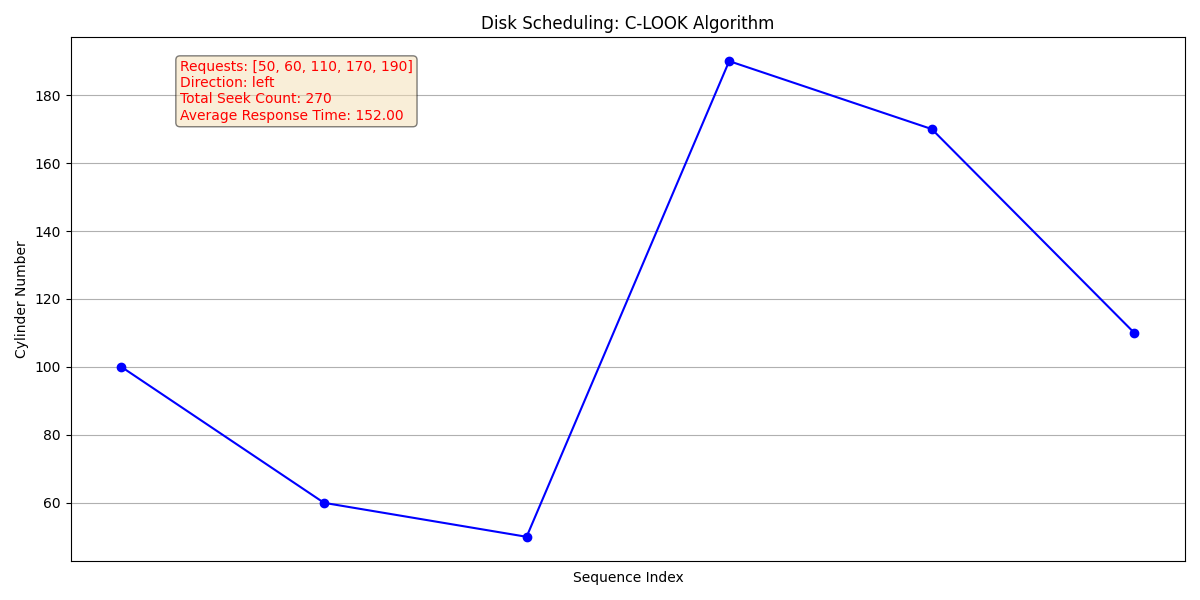 Disk Scheduling: C-LOOK Algorithm
Requests: [50, 60, 110, 170, 190]
Direction: left
Total Seek Count: 270
Average Response Time: 152.00
180
160
140
120
100
80
60
Cylinder Number
Sequence Index